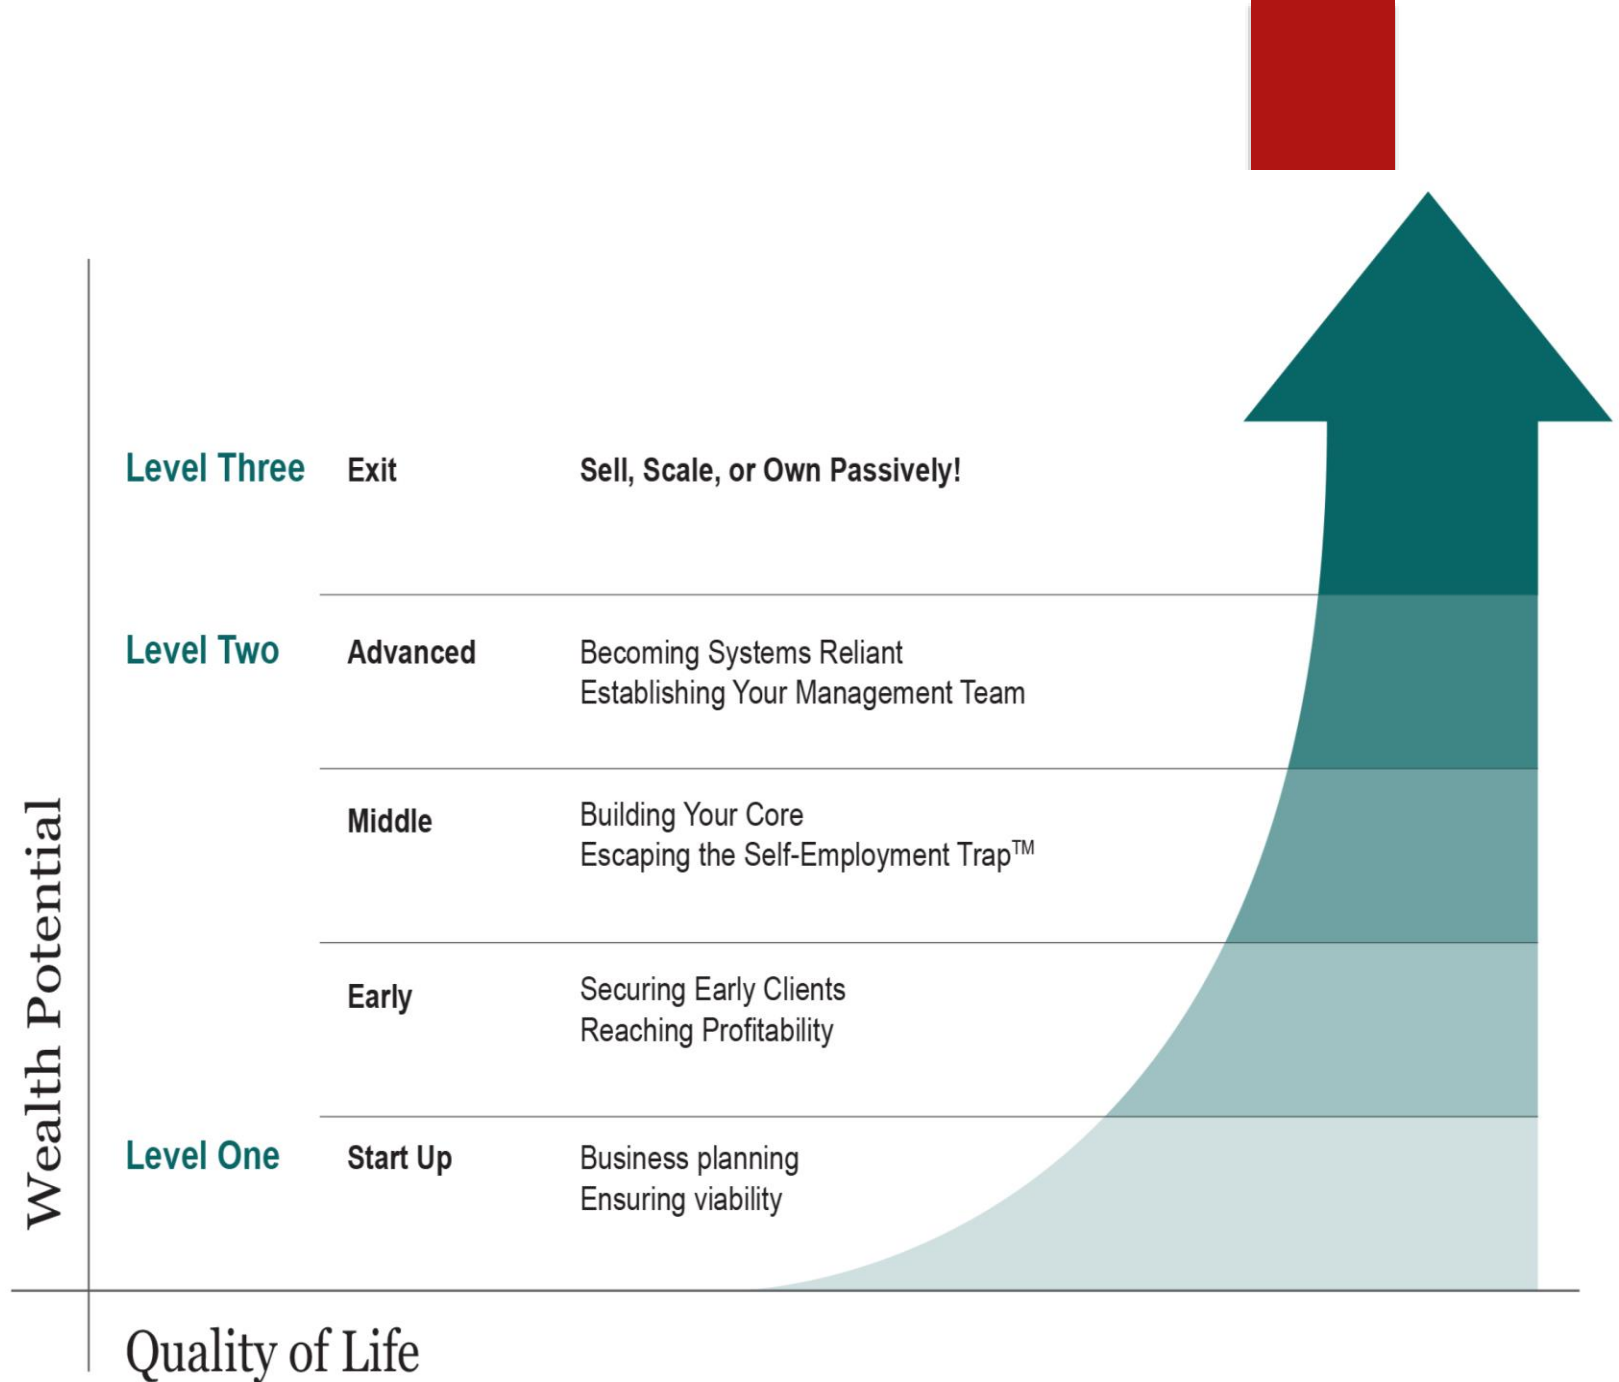 Level Three Exit Sell, Scale, or Own Passively!
Level Two Advanced Becoming Systems Reliant
Establishing Your Management Team
Middle Building Your Core
Escaping the Self-Employment Trap™
Early Securing Early Clients
Reaching Profitability
Level One Start Up Business planning
Ensuring viability
Wealth Potential
Quality of Life